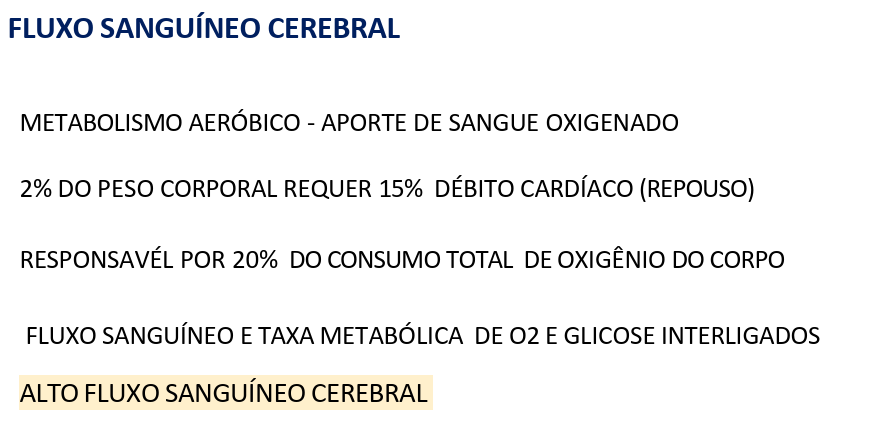 FLUXO SANGUÍNEO CEREBRAL
METABOLISMO AERÓBICO - APORTE DE SANGUE OXIGENADO
2% DO PESO CORPORAL REQUER 15% DÉBITO CARDÍACO (REPOUSO)
RESPONSAVÉL POR 20% DO CONSUMO TOTAL DE OXIGÊNIO DO CORPO
FLUXO SANGUÍNEO E TAXA METABÓLICA DE O2 E GLICOSE INTERLIGADOS
ALTO FLUXO SANGUÍNEO CEREBRAL